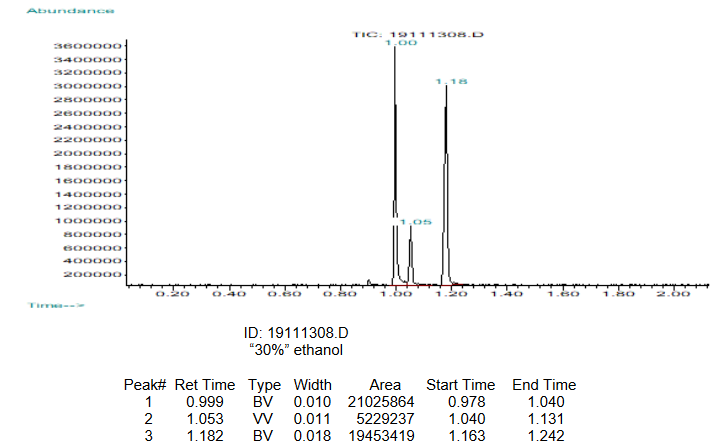 Abundance
TIC: 19111308.D
1.00
3600000
3400000
3200000
3000000
1.18
2800000
2600000
2400000
2200000
2000000
1800000
1600000
1400000
1200000
1000000
1.05
800000
600000
400000
200000
0.20 0.40 0.60 0.80 1.00 1.20 1.40 1.60 1.80 2.00
Time-->
ID: 19111308.D
“30%” ethanol
Peak# Ret Time Type Width Area Start Time End Time
1 0.999 BV 0.010 21025864 0.978 1.040
2 1.053 VV 0.011 5229237 1.040 1.131
3 1.182 BV 0.018 19453419 1.163 1.242